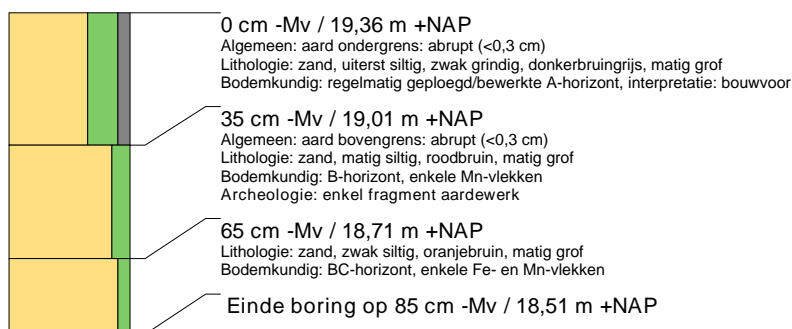 0 cm -Mv / 19,36 m +NAP
Algemeen: aard ondergrens: abrupt (<0,3 cm)
Lithologie: zand, uiterst siltig, zwak grindig, donkerbruingrijs, matig grof
Bodemkundig: regelmatig geploegd/bewerkte A-horizont, interpretatie: bouwvoor
35 cm -Mv / 19,01 m +NAP
Algemeen: aard bovengrens: abrupt (<0,3 cm)
Lithologie: zand, matig siltig, roodbruin, matig grof
Bodemkundig: B-horizont, enkele Mn-vlekken
Archeologie: enkel fragment aardewerk
65 cm -Mv / 18,71 m +NAP
Lithologie: zand, zwak siltig, oranjebruin, matig grof
Bodemkundig: BC-horizont, enkele Fe- en Mn-vlekken
Einde boring op 85 cm -Mv / 18,51 m +NAP